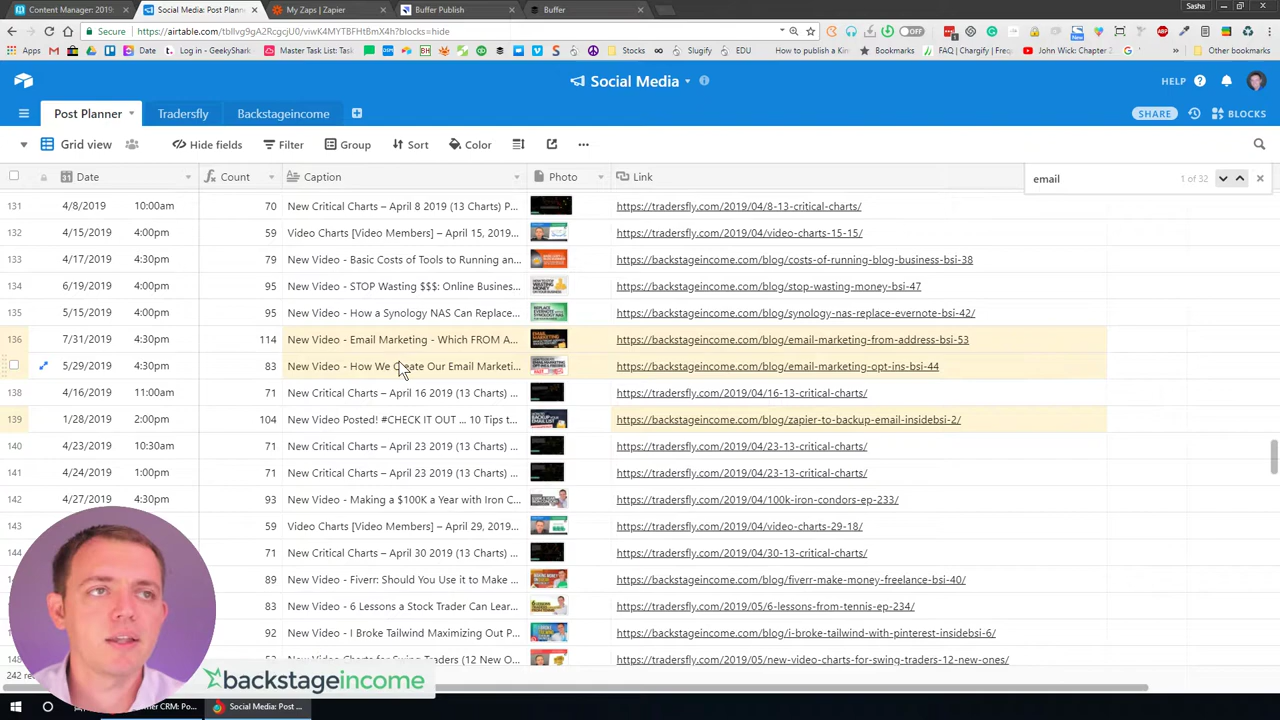 Content Manager: 2019:
Social Media: Post Planner
My Zaps | Zapier
Buffer Publish
Buffer
Sasha
Secure
https://airtable.com/tbllvg9gA2RcgcjU0/viwK4MYTBFHtBmX4h?blocks=hide
OFF
Apps
Date
Log in - GeekyShark
Master Task List: Task
Stocks
Slugly
EDU
How to publish a Kind
FAQ | Chargify | Freq
John Wick: Chapter 2
Other bookmarks
Social Media
HELP
Post Planner
Tradersfly
Backstageincome
SHARE
BLOCKS
Grid view
Hide fields
Filter
Group
Sort
Color
Date
Count
Caption
Photo
Link
email
1 of 32
131 4/8/2019 10:00am 70 New Critical Charts – April 8 2019 (13 Charts) P... https://tradersfly.com/2019/04/8-13-critical-charts/
132 4/15/2019 4:00pm 59 Video Charts [Video Members] – April 15, 2019... https://tradersfly.com/2019/04/video-charts-15-15/
133 4/17/2019 4:30pm 79 New Video - Basic Costs of Tools to Running an... https://backstageincome.com/blog/costs-of-running-blog-business-bsi-38
134 6/19/2019 4:00pm 95 New Video - STOP Wasting $$$: Online Busines... https://backstageincome.com/blog/stop-wasting-money-bsi-47
135 5/15/2019 4:00pm 95 New Video - How a Synology NAS Can Replace... https://backstageincome.com/blog/synology-nas-replace-evernote-bsi-42/
137 7/31/2019 4:30pm 114 New Video - Email Marketing - Which FROM A... https://backstageincome.com/blog/email-marketing-from-address-bsi-53
5/29/2019 4:30pm 83 New Video - How We Create Our Email Marketi... https://backstageincome.com/blog/email-marketing-opt-ins-bsi-44
138 4/16/2019 11:00am 71 New Critical Charts – April 16 2019 (13 Charts) ... https://tradersfly.com/2019/04/16-13-critical-charts/
1/28/2019 2:00pm New Video Posted! #CHECK IT OUT... 10 Tips t... https://backstageincome.com/blog/zapier-to-backup-email-insidebsi-2/
140 4/23/2019 10:30am 71 New Critical Charts – April 23 2019 (13 Charts) ... https://tradersfly.com/2019/04/23-13-critical-charts/
141 4/24/2019 1:00pm 71 New Critical Charts – April 23 2019 (13 Charts) ... https://tradersfly.com/2019/04/23-13-critical-charts/
142 4/27/2019 4:30pm 93 New Video - Making a $100K a Year with Iron C... https://tradersfly.com/2019/04/100k-iron-condors-ep-233/
143 4/29/2019 4:00pm 59 Video Charts [Video Members] – April 29, 2019... https://tradersfly.com/2019/04/video-charts-29-18/
New Critical Charts – April 30 2019 (13 Charts) ... https://tradersfly.com/2019/04/30-13-critical-charts/
89 New Video - Fiverr: Should You Use it to Make ... https://backstageincome.com/blog/fiverr-make-money-freelance-bsi-40/
83 New Video - 6 Lessons a Stock Trader Can Lear... https://tradersfly.com/2019/05/6-lessons-from-tennis-ep-234/
92 New Video - I Broke Tailwind Maximizing Out P... https://backstageincome.com/blog/i-broke-tailwind-with-pinterest-insidebsi-6/
New Video Charts for Swing Traders (12 New O... https://tradersfly.com/2019/05/new-video-charts-for-swing-traders-12-new-ones/
backstageincome
Social Media: Post ...